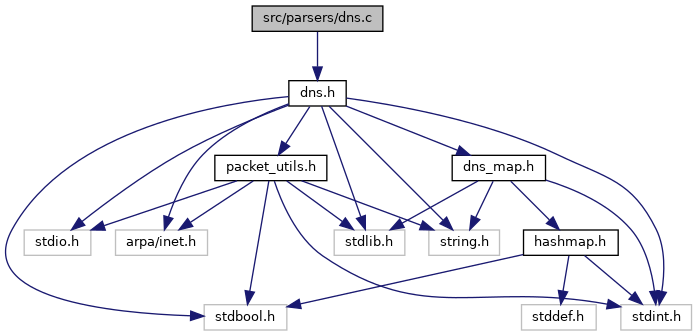 src/parsers/dns.c
dns.h
packet_utils.h
dns_map.h
stdio.h
arpa/inet.h
stdlib.h
string.h
hashmap.h
stdbool.h
stddef.h
stdint.h